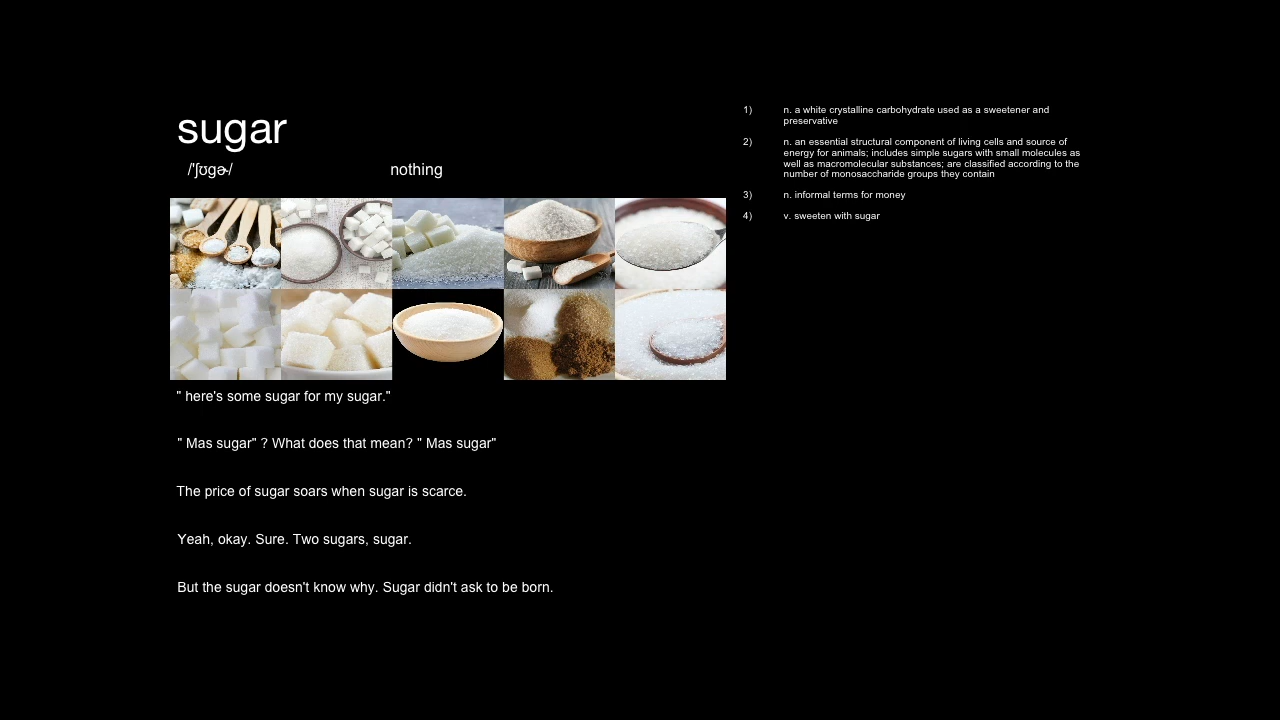 sugar
/'ʃʊgɚ/
nothing
" here's some sugar for my sugar."
" Mas sugar" ? What does that mean? " Mas sugar"
The price of sugar soars when sugar is scarce.
Yeah, okay. Sure. Two sugars, sugar.
But the sugar doesn't know why. Sugar didn't ask to be born.
1) n. a white crystalline carbohydrate used as a sweetener and
preservative
2) n. an essential structural component of living cells and source of
energy for animals; includes simple sugars with small molecules as
well as macromolecular substances; are classified according to the
number of monosaccharide groups they contain
3) n. informal terms for money
4) v. sweeten with sugar